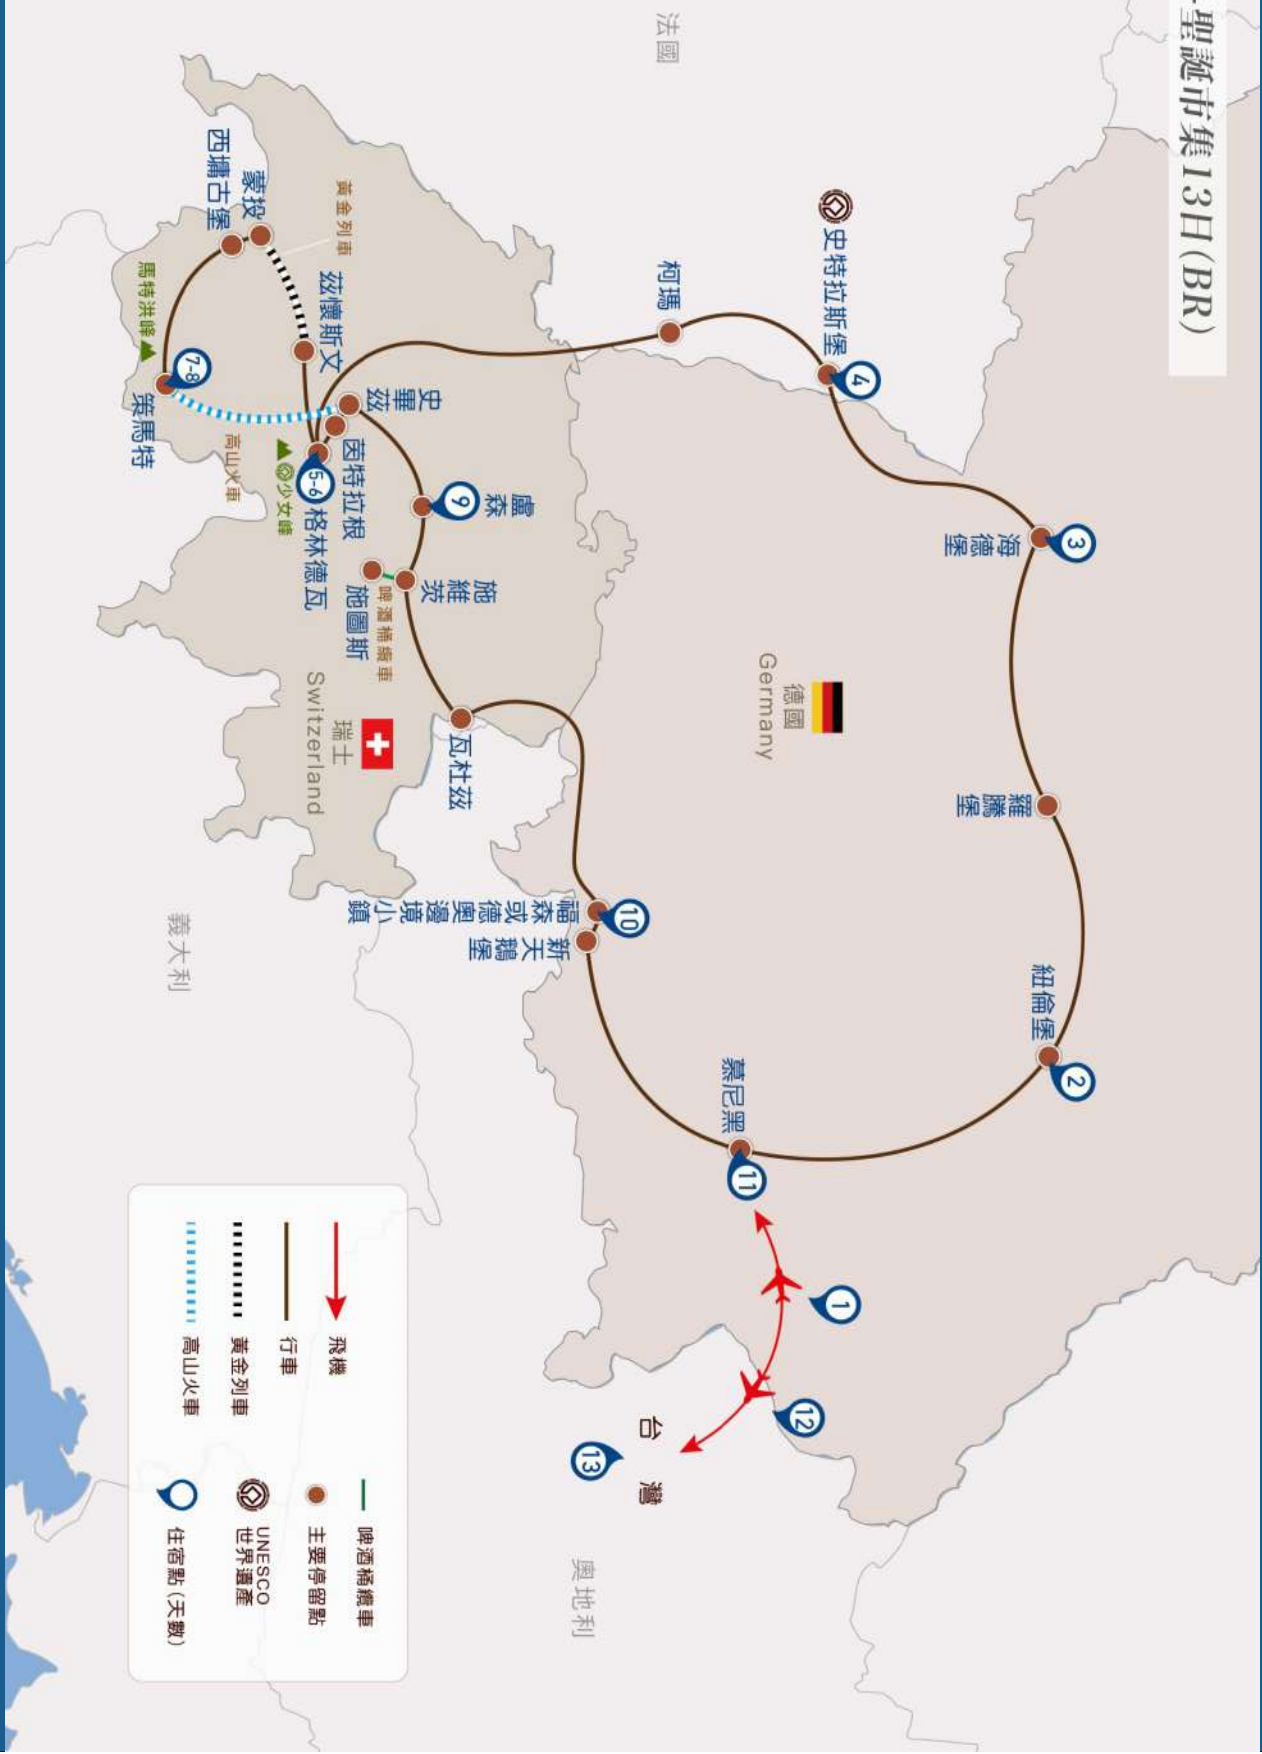 聖誕市集13日(BR)
法國
史特拉斯堡
4
柯瑪
3
海德堡
羅騰堡
紐倫堡
2
德國
Germany
慕尼黑
11
1
12
台灣
13
奧地利
10
福森或德奧邊境小鎮
新天鵝堡
瓦杜茲
瑞士
Switzerland
義大利
盧森
9
施維茨
啤酒桶纜車
施圖斯
史畢茲
茵特拉根
5-6
格林德瓦
少女峰
黃金列車
茲懷斯文
蒙投
西墉古堡
馬特洪峰
7-8
策馬特
高山火車
飛機
行車
黃金列車
高山火車
啤酒桶纜車
主要停留點
UNESCO
世界遺產
住宿點(天數)